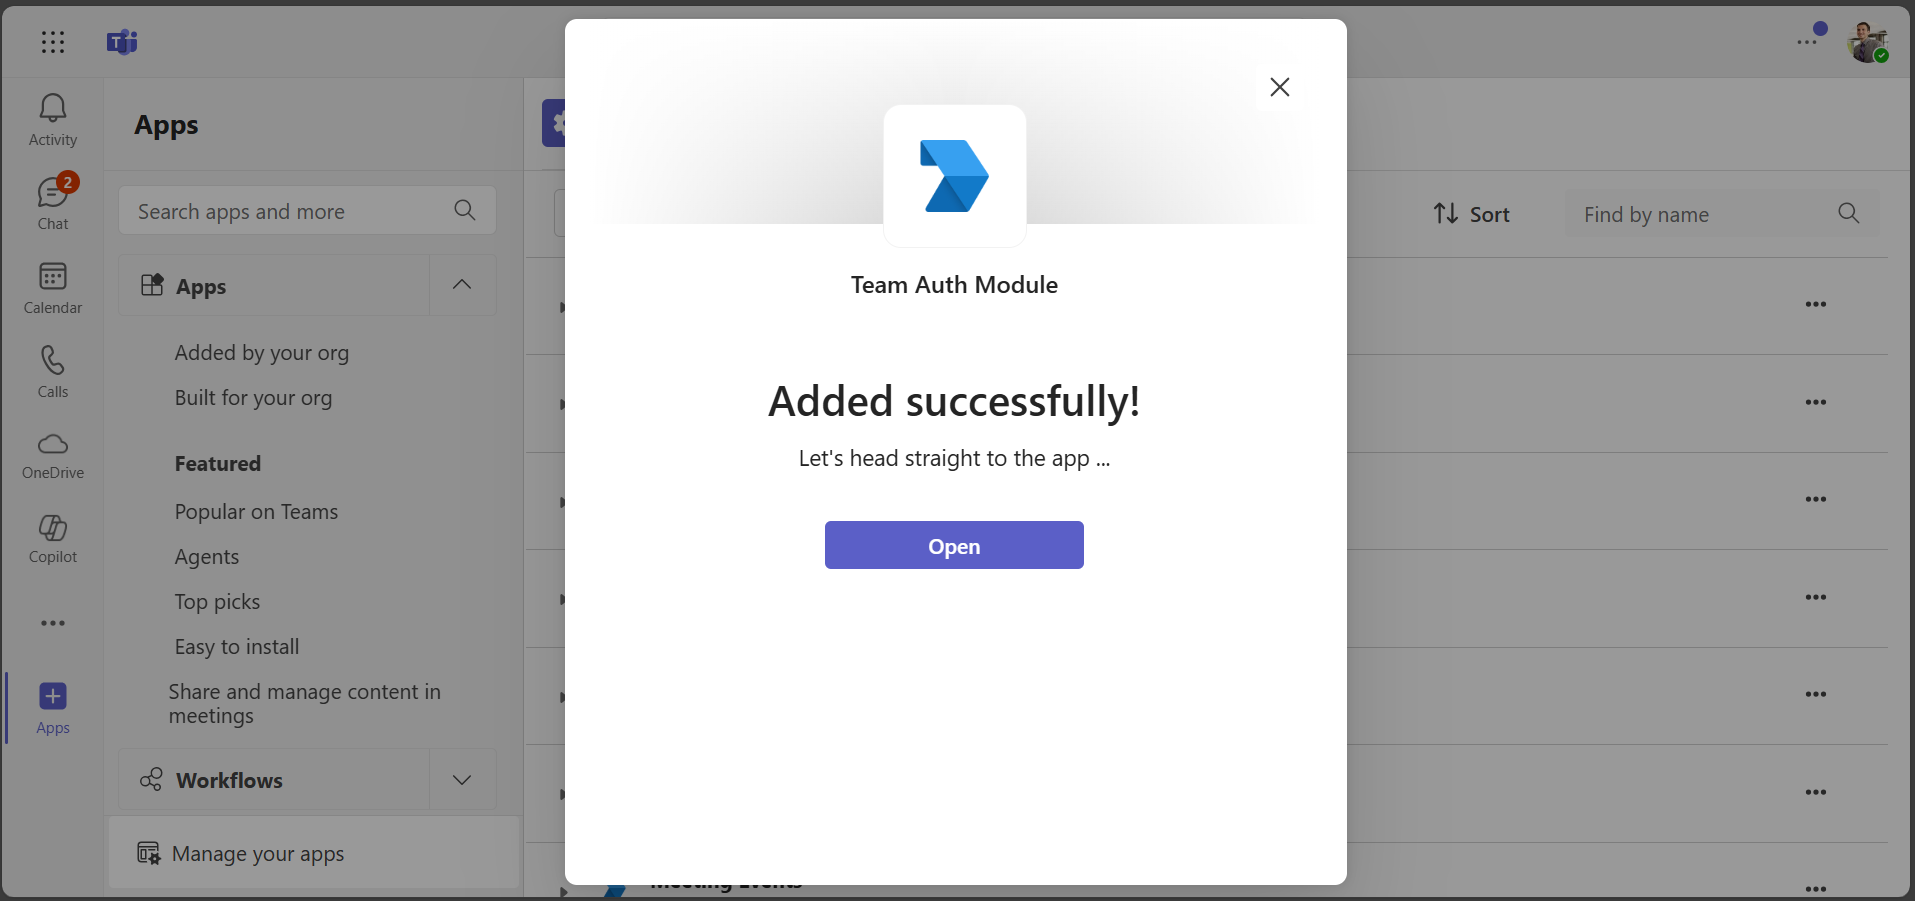 Activity
Chat
2
Calendar
Calls
OneDrive
Copilot
Apps
Apps
Search apps and more
Apps
Added by your org
Built for your org
Featured
Popular on Teams
Agents
Top picks
Easy to install
Share and manage content in
meetings
Workflows
Manage your apps
Team Auth Module
Added successfully!
Let's head straight to the app ...
Open
Sort
Find by name
Meeting Events